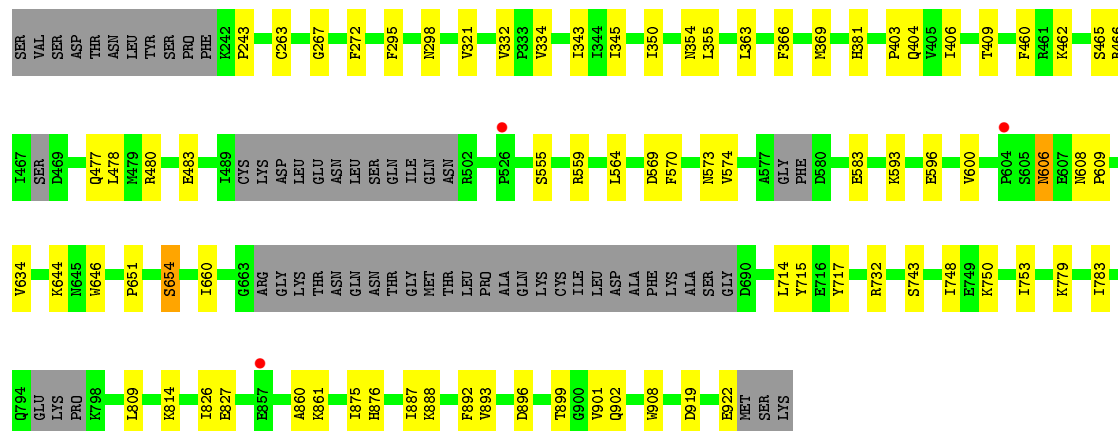 SER VAL SER ASP THR ASN LEU TYR SER PRO PHE K242 P243 C263 G267 F272 F295 N298 V321 V332 P333 V334 I343 I344 I345 I350 N354 L355 L363 F366 M369 H381 P403 Q404 V405 I406 T409 F460 R461 K462 S465 R466
I467 SER D469 Q477 L478 M479 R480 E483 I489 CYS LYS ASP LEU GLU ASN LEU SER GLN ILE GLN ASN R502 P526 S555 R559 L564 D569 F570 N573 V574 A577 GLY PHE D580 E583 K593 E596 V600 P604 S605 N606 E607 N608 P609
V634 K644 N645 W646 P651 S654 I660 G663 ARG GLY LYS THR ASN GLN ASN THR GLY MET THR LEU PRO ALA GLN LYS CYS ILE LEU ASP ALA PHE LYS ALA SER GLY D690 L714 Y715 E716 Y717 R732 S743 I748 E749 K750 I753 K779 I783
Q794 GLU LYS PRO K798 L809 K814 I826 E827 E857 A860 K861 I875 H876 I887 K888 F892 V893 D896 T899 G900 V901 Q902 W908 D919 E922 MET SER LYS